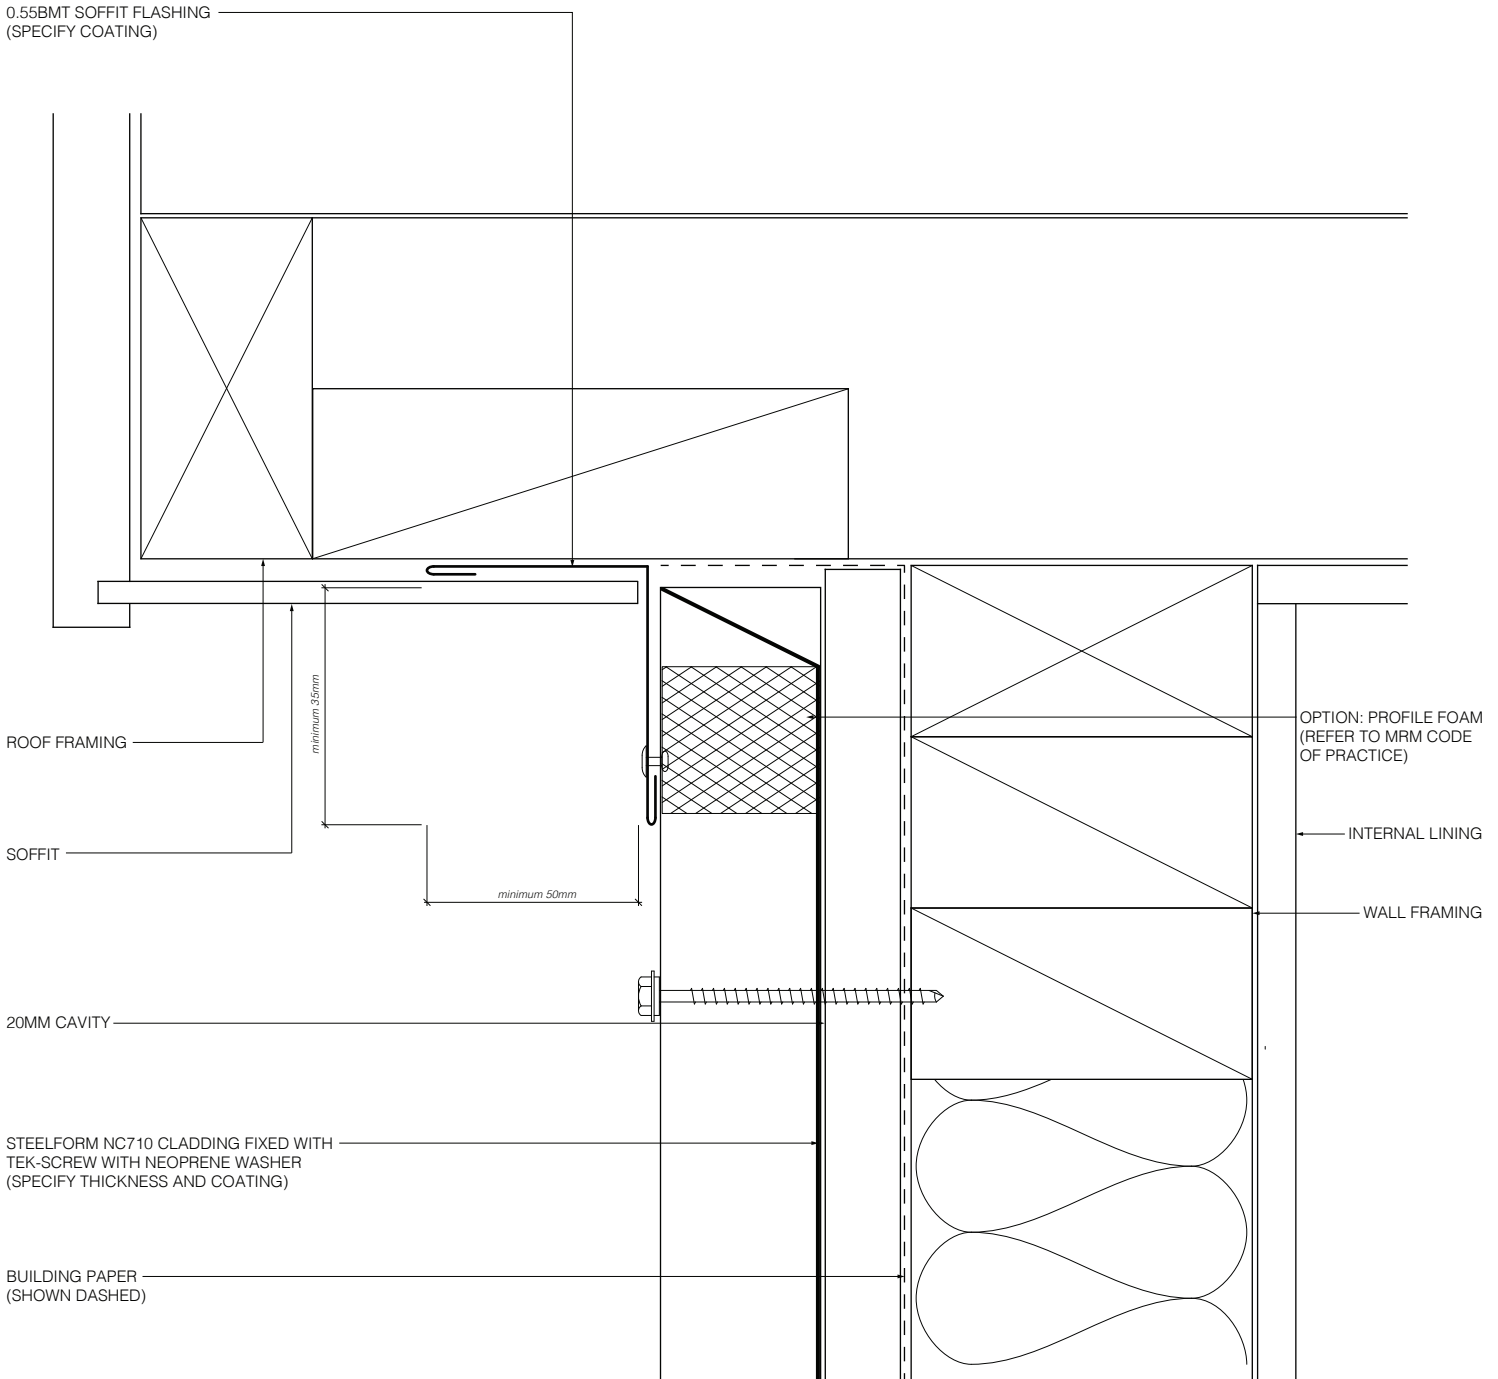 0.55BMT SOFFIT FLASHING
(SPECIFY COATING)
ROOF FRAMING
SOFFIT
minimum 35mm
minimum 50mm
OPTION: PROFILE FOAM
(REFER TO MRM CODE
OF PRACTICE)
INTERNAL LINING
WALL FRAMING
20MM CAVITY
STEELFORM NC710 CLADDING FIXED WITH
TEK-SCREW WITH NEOPRENE WASHER
(SPECIFY THICKNESS AND COATING)
BUILDING PAPER
(SHOWN DASHED)